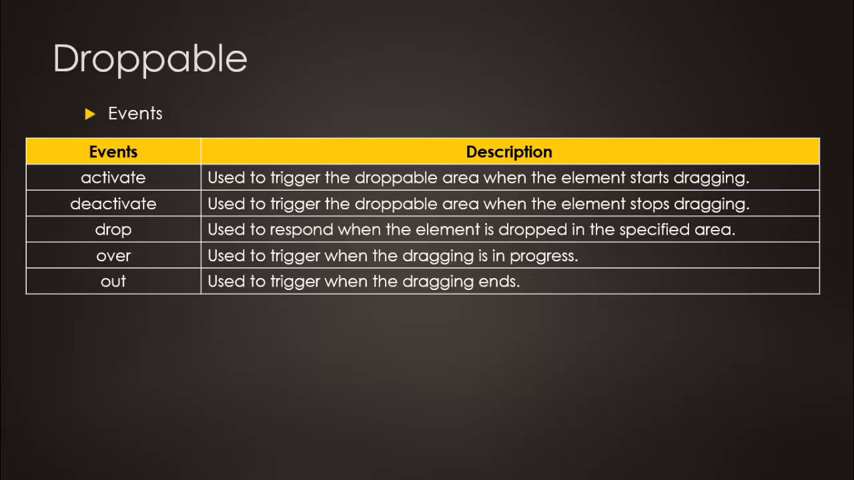 Droppable
Events
Events Description
activate Used to trigger the droppable area when the element starts dragging.
deactivate Used to trigger the droppable area when the element stops dragging.
drop Used to respond when the element is dropped in the specified area.
over Used to trigger when the dragging is in progress.
out Used to trigger when the dragging ends.